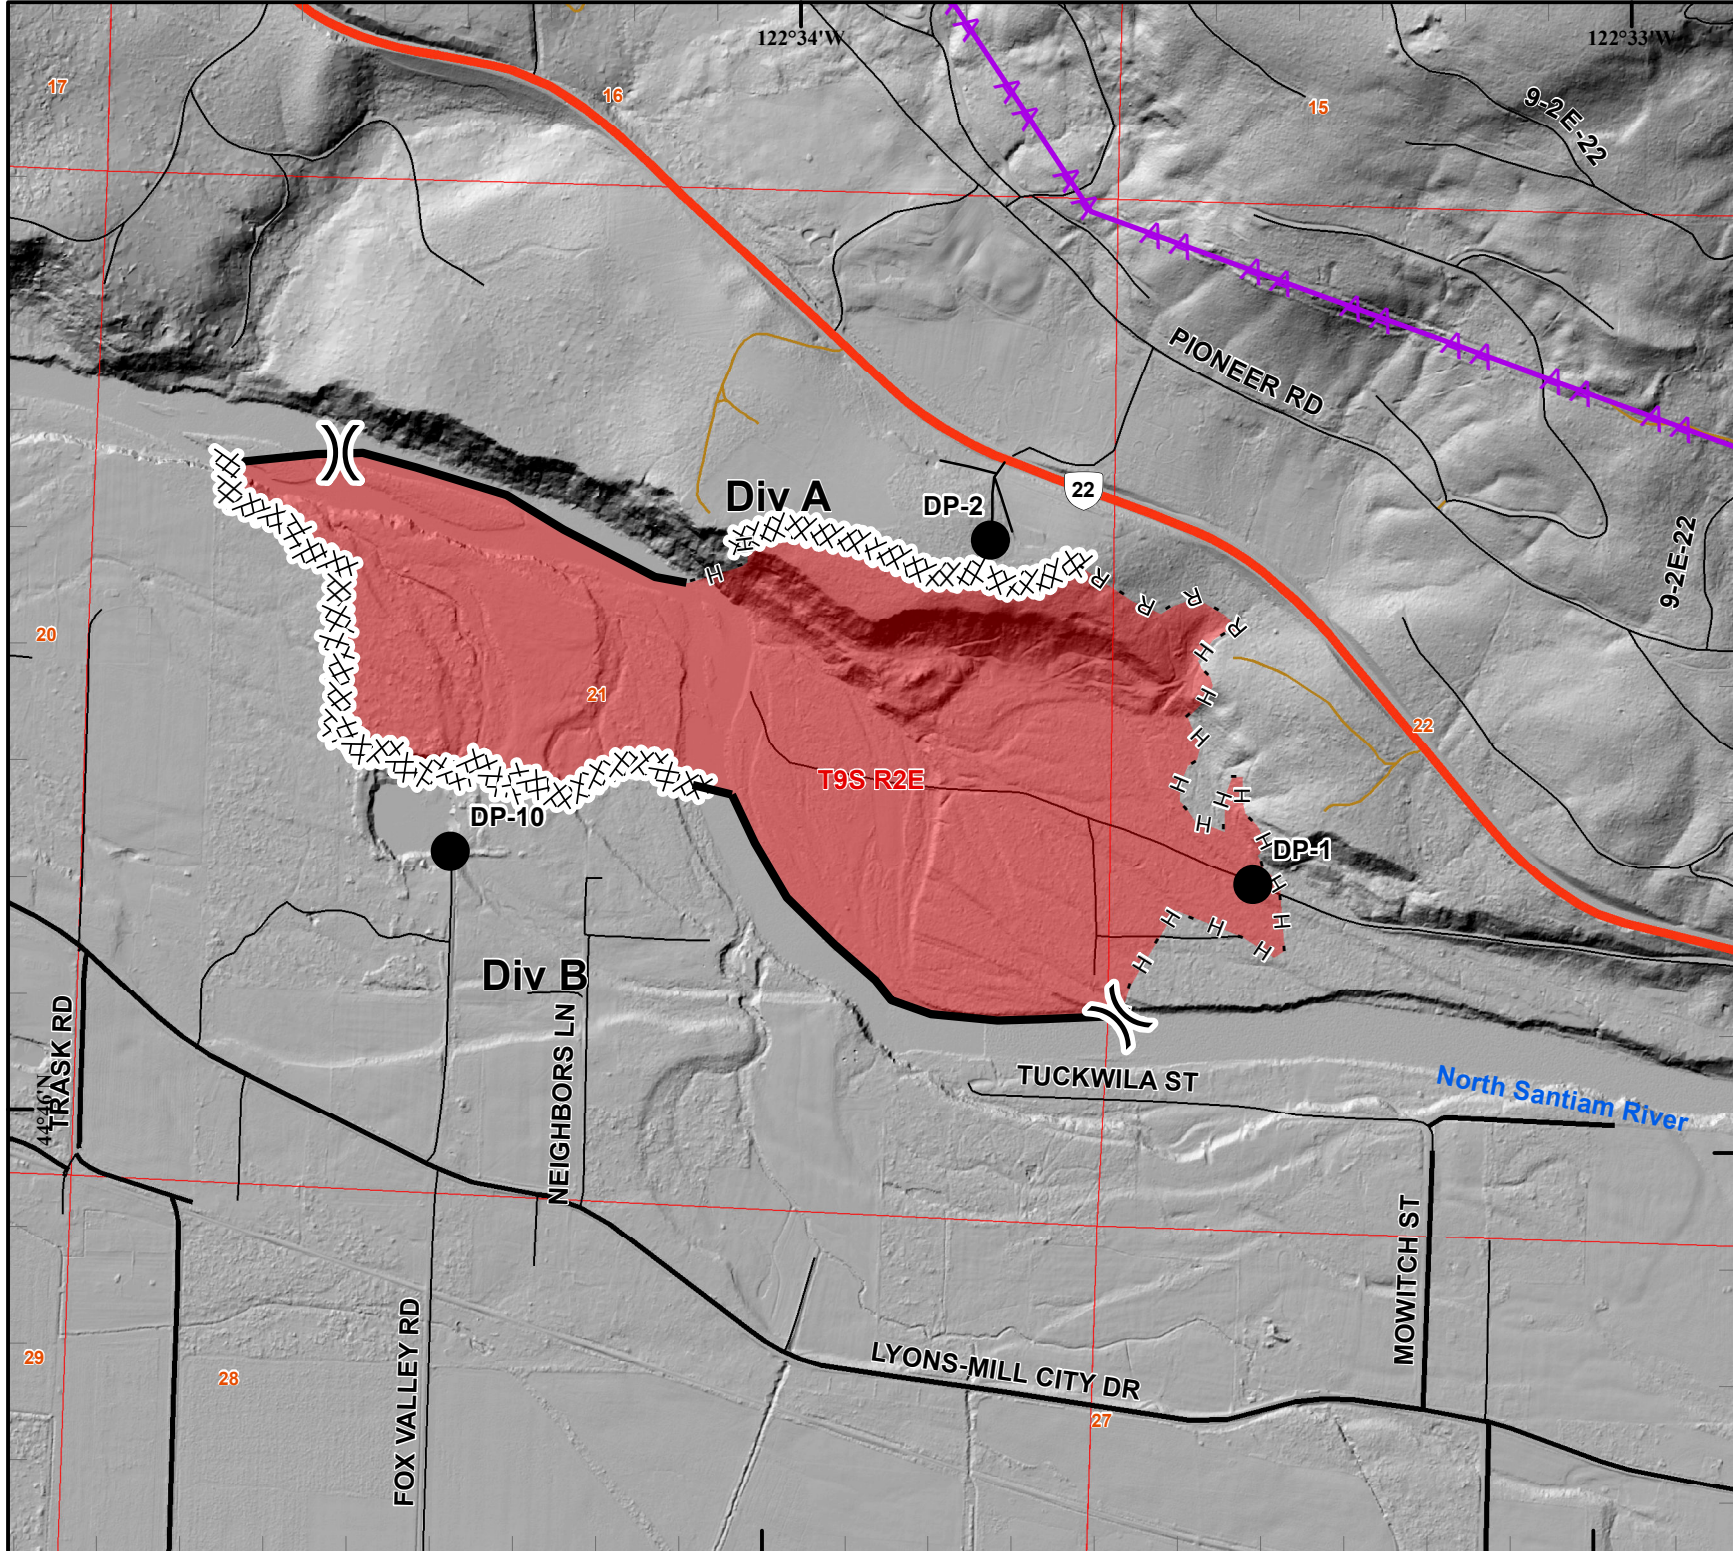 122°34'W
122°33'W
17
16
15
9-2E-22
PIONEER RD
22
Div A
DP-2
9-2E-22
R
R
R
R
H
H
20
21
H
H
H
H
H
H
H
22
T9S R2E
DP-10
DP-1
H
H
H
H
H
H
H
Div B
TRASK RD
NEIGHBORS LN
44°46'N
TUCKWILA ST
North Santiam River
MOWITCH ST
FOX VALLEY RD
LYONS-MILL CITY DR
29
28
27